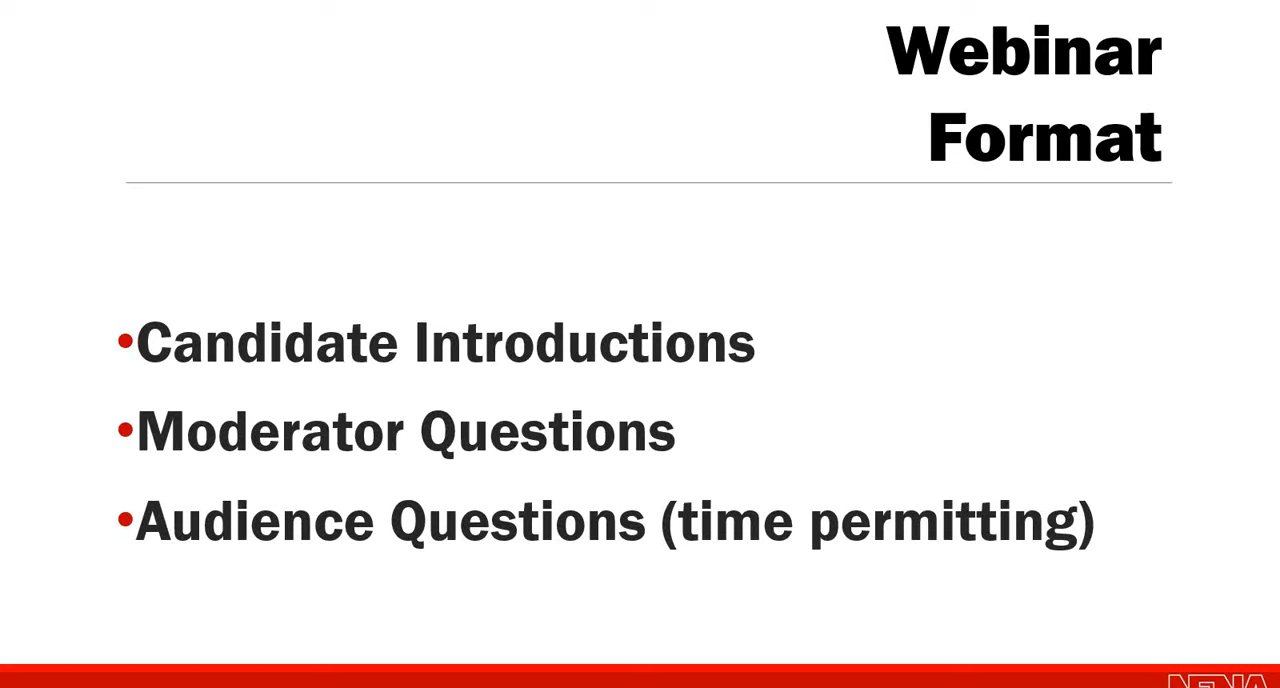 Webinar
Format
•Candidate Introductions
•Moderator Questions
•Audience Questions (time permitting)